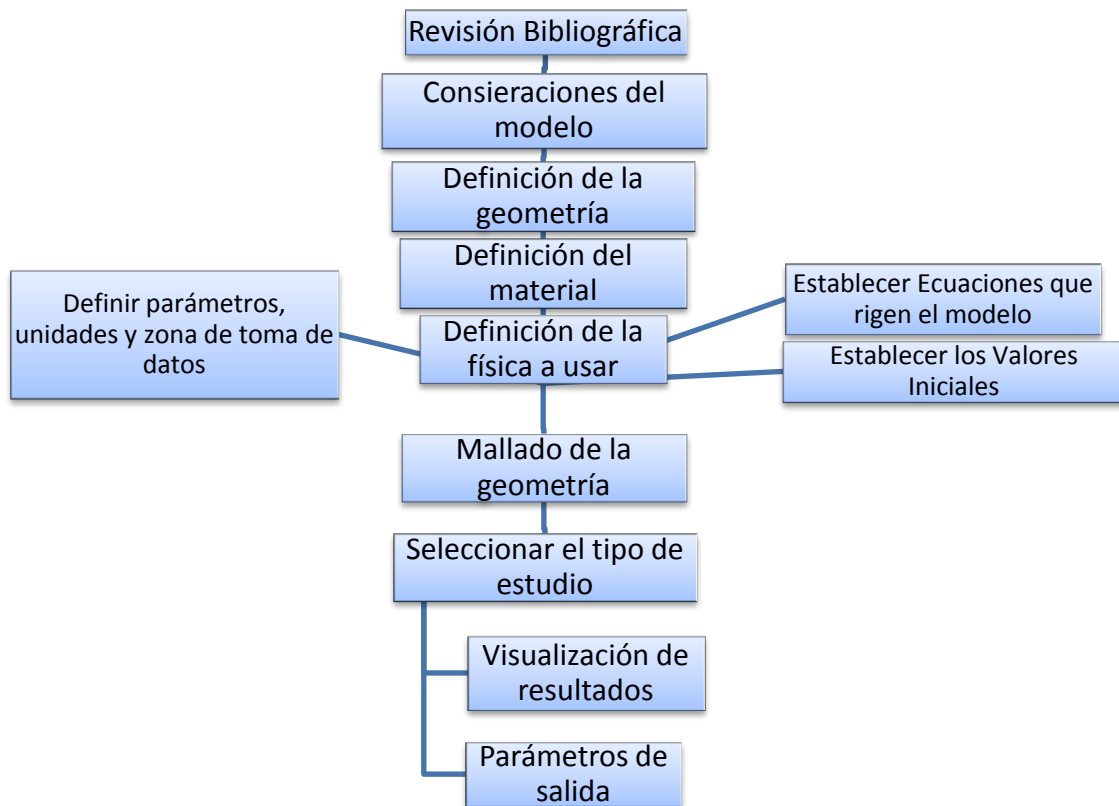 Revisión Bibliográfica
Consieraciones del
modelo
Definición de la
geometría
Definición del
material
Definir parámetros,
unidades y zona de toma de
datos
Definición de la
física a usar
Establecer Ecuaciones que
rigen el modelo
Establecer los Valores
Iniciales
Mallado de la
geometría
Seleccionar el tipo de
estudio
Visualización de
resultados
Parámetros de
salida